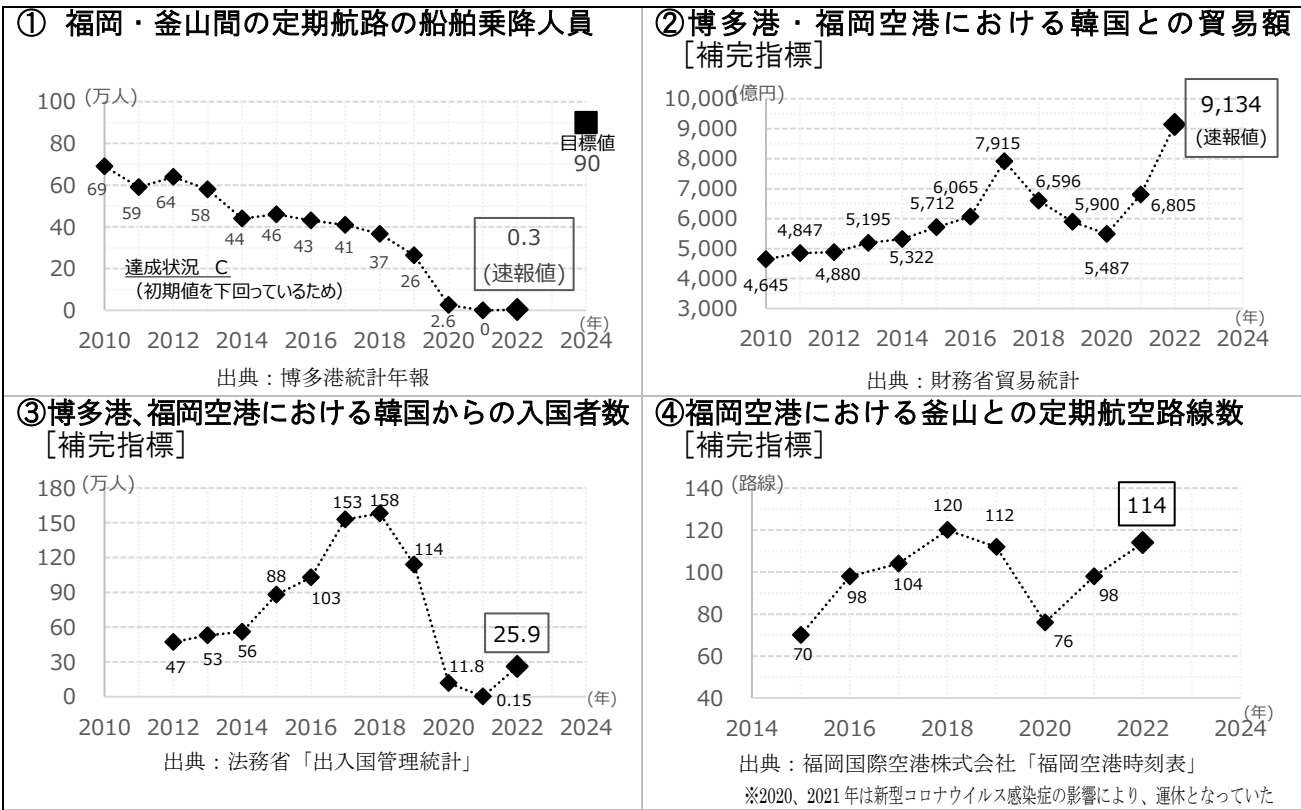 ① 福岡・釜山間の定期航路の船舶乗降人員
100 (万人)
80
60
40
20
0
69
59
64
58
44
46
43
41
37
26
2.6
0
目標値
90
0.3
(速報値)
達成状況 C
（初期値を下回っているため）
(年)
2010 2012 2014 2016 2018 2020 2022 2024
出典：博多港統計年報
②博多港・福岡空港における韓国との貿易額
［補完指標］
10,000 (億円)
9,000
8,000
7,000
6,000
5,000
4,000
3,000
4,645
4,847
4,880
5,195
5,322
5,712
6,065
7,915
6,596
5,900
5,487
6,805
9,134
(速報値)
(年)
2010 2012 2014 2016 2018 2020 2022 2024
出典：財務省貿易統計
③博多港、福岡空港における韓国からの入国者数
［補完指標］
180 (万人)
150
120
90
60
30
0
47
53
56
88
103
153
158
114
11.8
0.15
25.9
(年)
2010 2012 2014 2016 2018 2020 2022 2024
出典：法務省「出入国管理統計」
④福岡空港における釜山との定期航空路線数
［補完指標］
140 (路線)
120
100
80
60
40
70
98
104
120
112
76
98
114
(年)
2014 2016 2018 2020 2022 2024
出典：福岡国際空港株式会社「福岡空港時刻表」
※2020、2021年は新型コロナウイルス感染症の影響により、運休となっていた